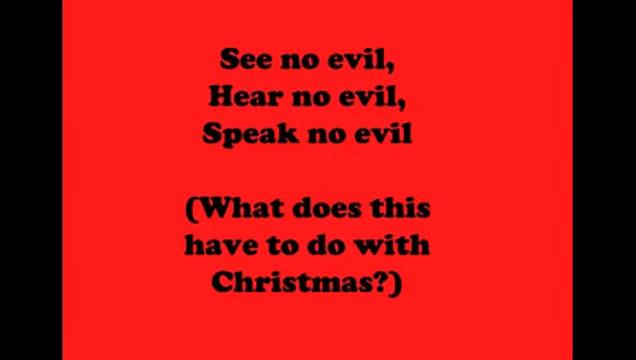 See no evil,
Hear no evil,
Speak no evil
(What does this
have to do with
Christmas?)